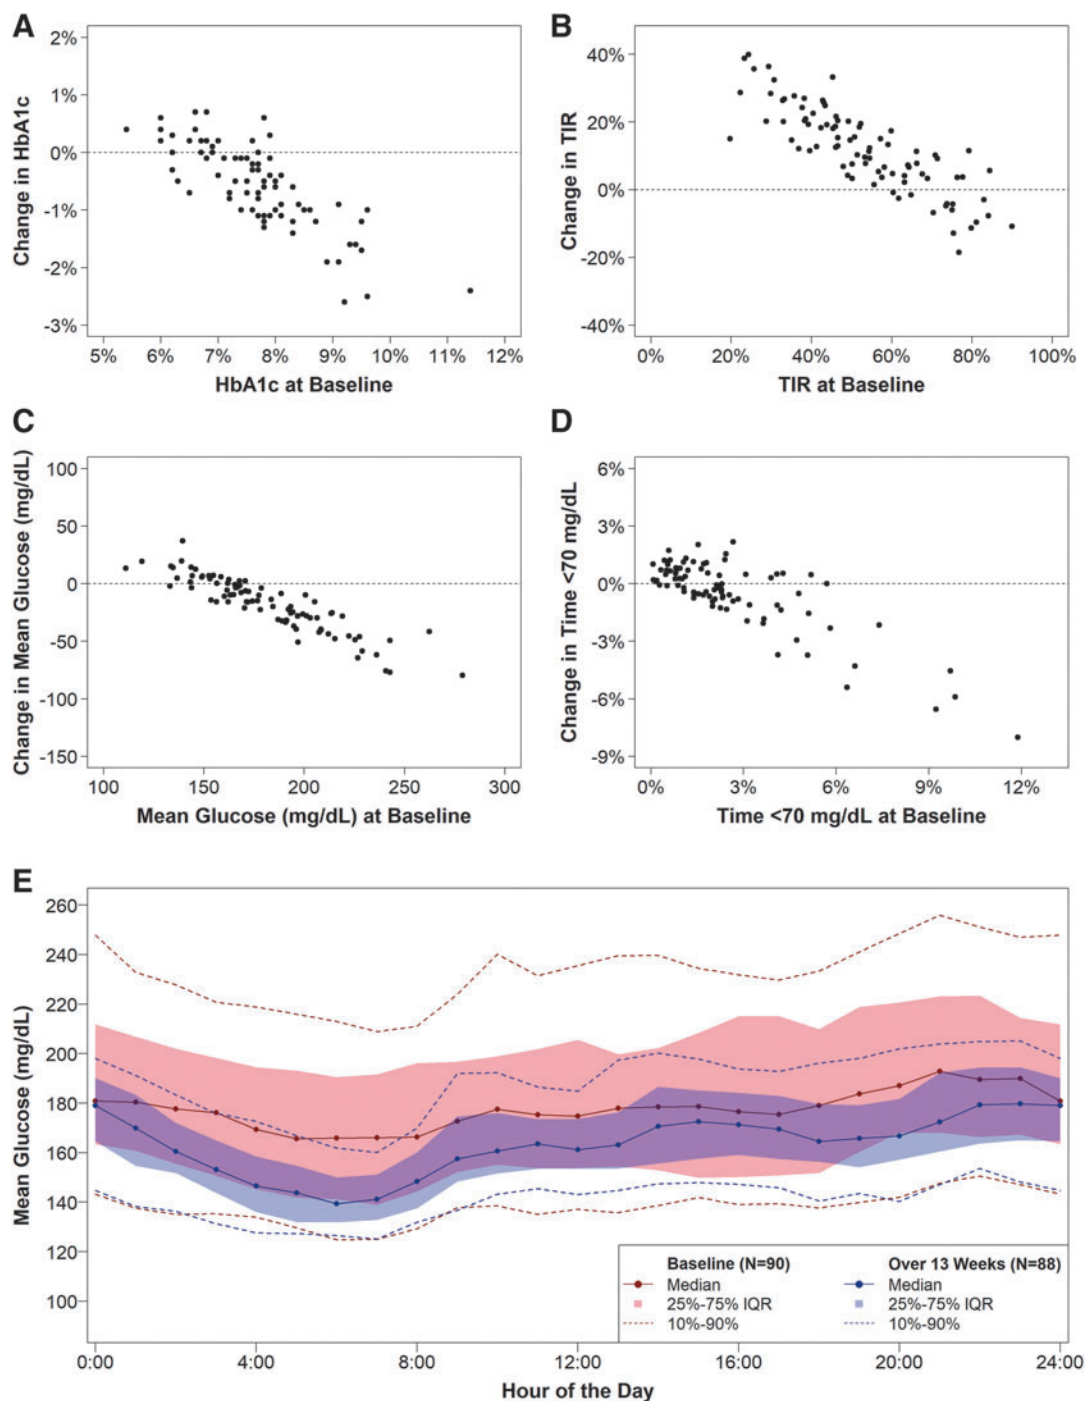 A
2%
1%
0%
-1%
-2%
-3%
Change in HbA1c
5% 6% 7% 8% 9% 10% 11% 12%
HbA1c at Baseline
B
40%
20%
0%
-20%
-40%
Change in TIR
0% 20% 40% 60% 80% 100%
TIR at Baseline
C
100
50
0
-50
-100
-150
Change in Mean Glucose (mg/dL)
100 150 200 250 300
Mean Glucose (mg/dL) at Baseline
D
6%
3%
0%
-3%
-6%
-9%
Change in Time <70 mg/dL
0% 3% 6% 9% 12%
Time <70 mg/dL at Baseline
E
260
240
220
200
180
160
140
120
100
Mean Glucose (mg/dL)
Baseline (N=90)
Median
25%-75% IQR
10%-90%
Over 13 Weeks (N=88)
Median
25%-75% IQR
10%-90%
0:00 4:00 8:00 12:00 16:00 20:00 24:00
Hour of the Day